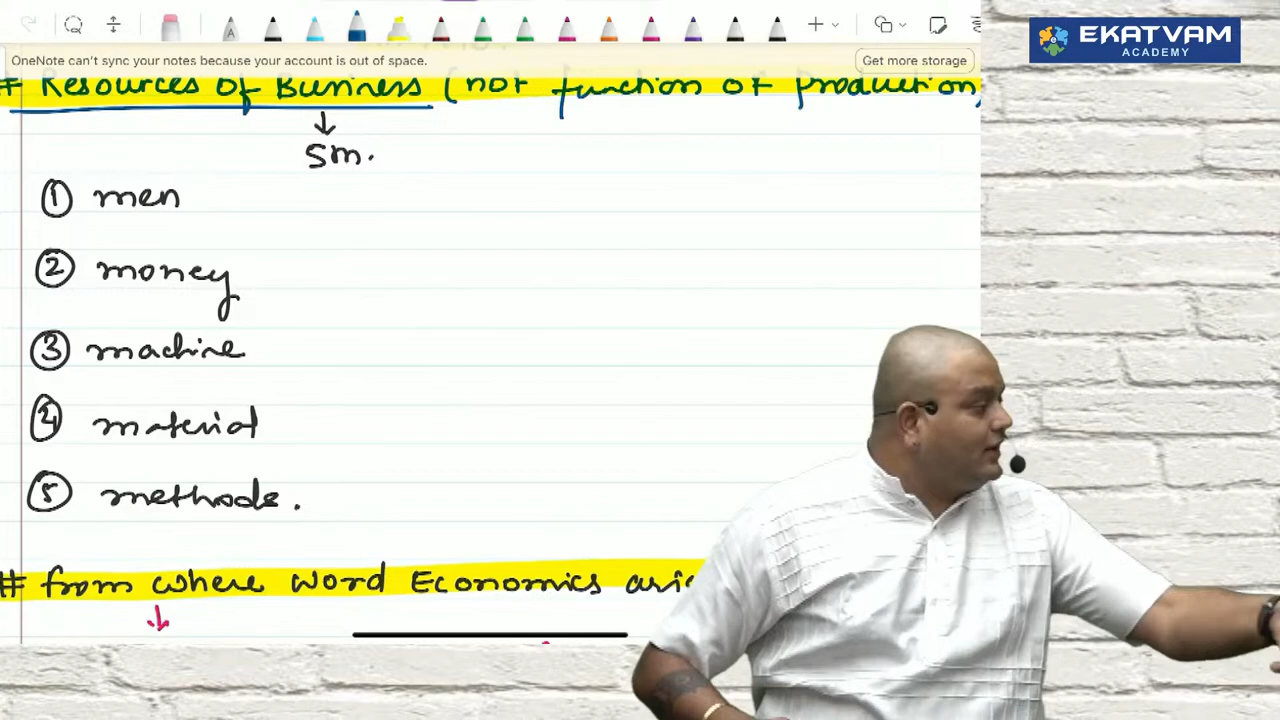 EKATVAM
ACADEMY
OneNote can't sync your notes because your account is out of space.
Get more storage
# Resources of Business (not function of production)
5m.
① men
② money
③ machine
④ material
⑤ methods.
# from where word Economics